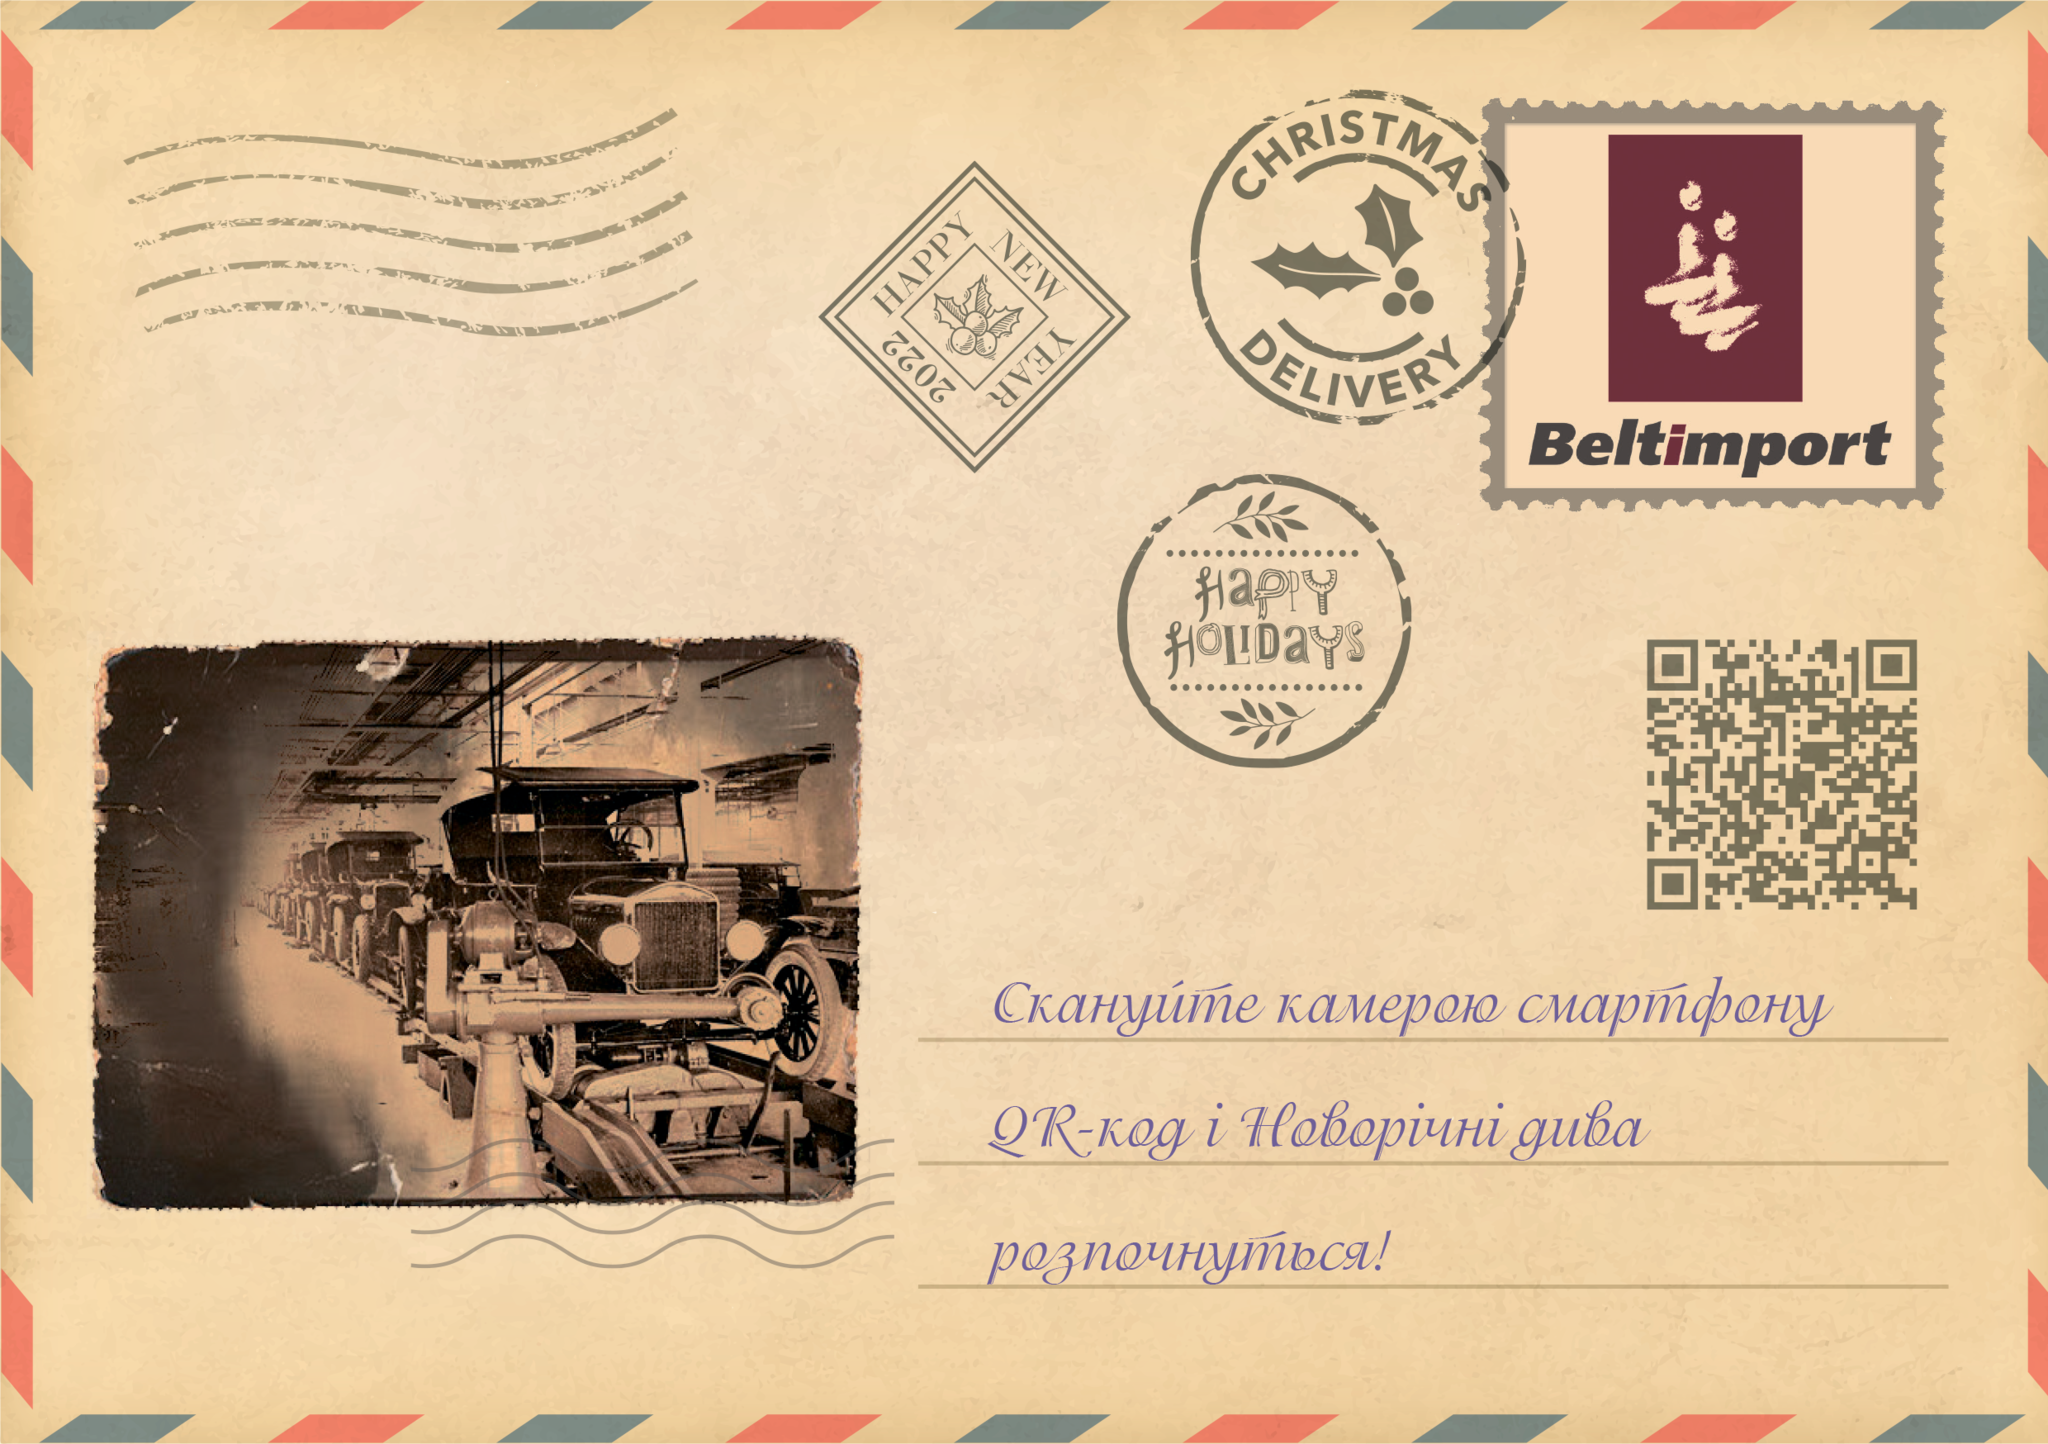 CHRISTMAS
DELIVERY
HAPPY NEW YEAR 2022
Beltimport
HAPPY
HOLIDAYS
Скануйте камерою смартфону
QR-код і Новорічні дива
розпочнуться!